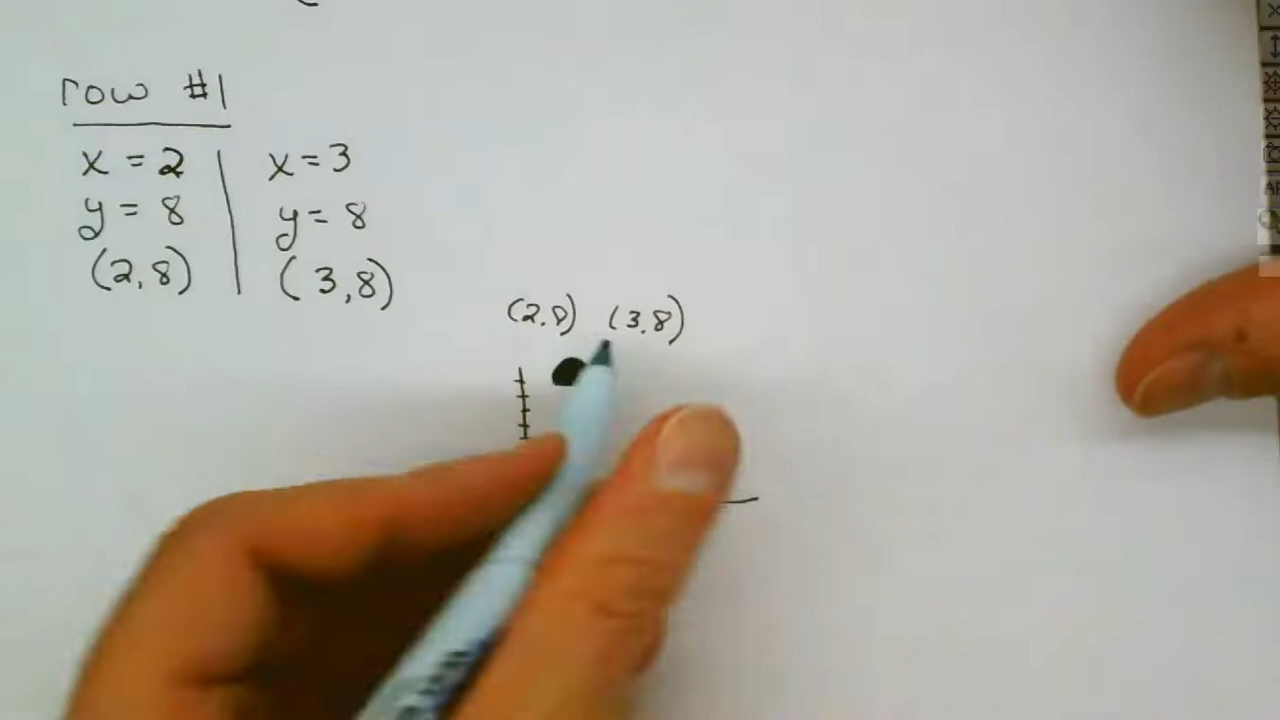 row #1
x = 2 x = 3
y = 8 y = 8
(2,8) (3,8)
(2,8) (3,8)